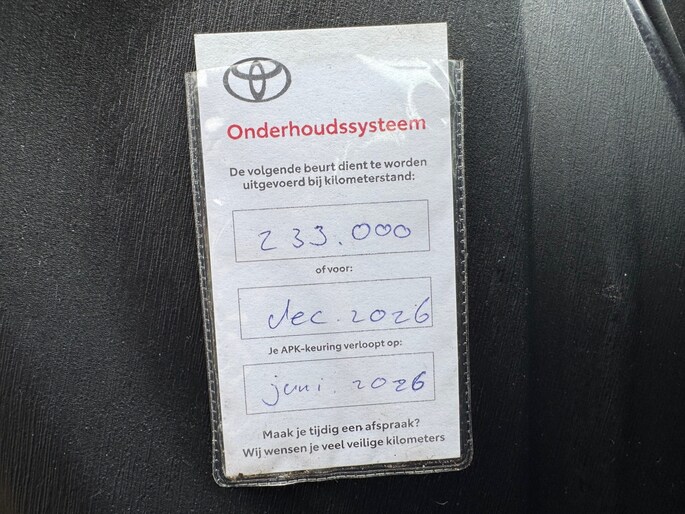 Onderhoudssysteem
De volgende beurt dient te worden
uitgevoerd bij kilometerstand:
233.000
of voor:
dec. 2026
Je APK-keuring verloopt op:
juni. 2026
Maak je tijdig een afspraak?
Wij wensen je veel veilige kilometers